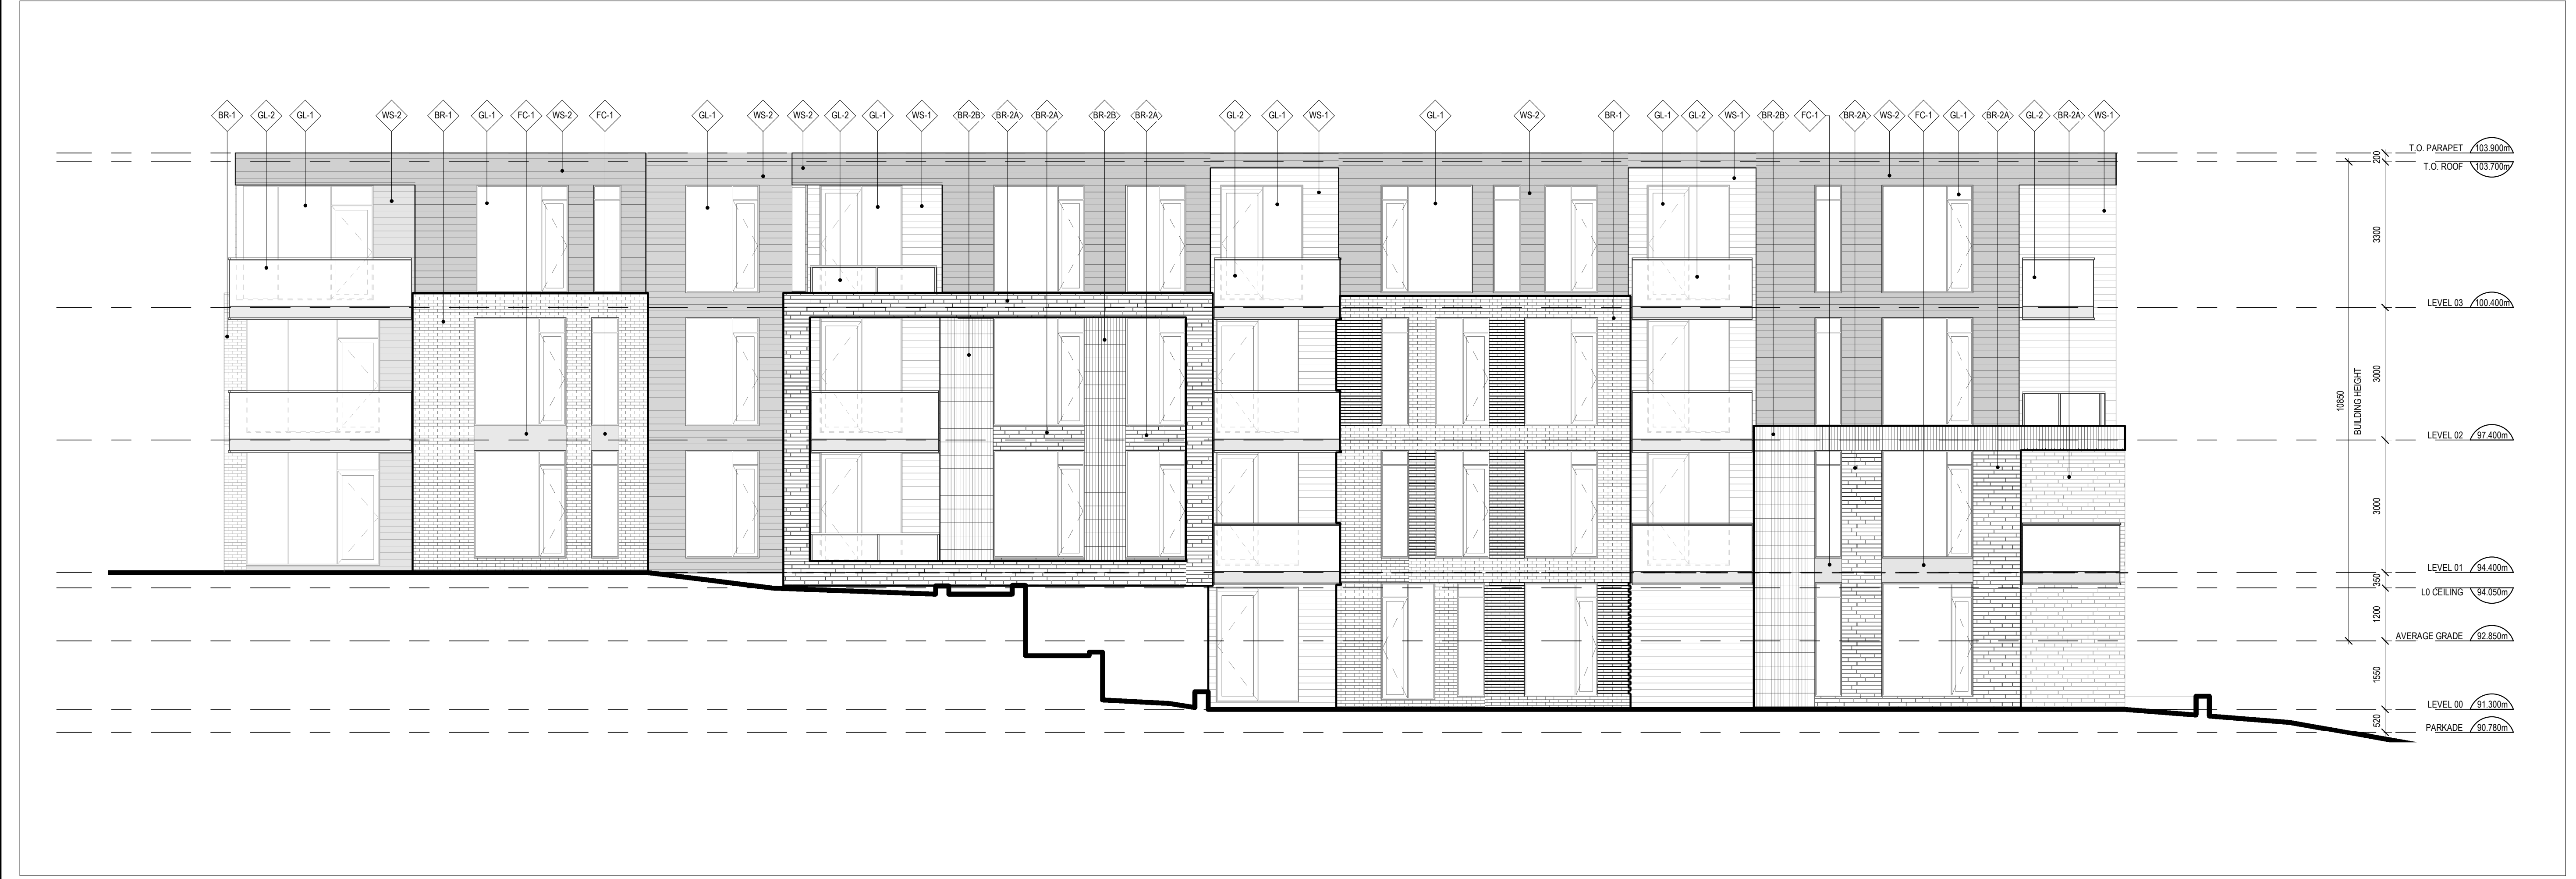 BR-1 GL-2 GL-1 WS-2 BR-1 GL-1 FC-1 WS-2 FC-1 GL-1 WS-2 WS-2 GL-2 GL-1 WS-1 BR-2B BR-2A BR-2A BR-2B BR-2A GL-2 GL-1 WS-1 GL-1 WS-2 BR-1 GL-1 GL-2 WS-1 BR-2B FC-1 BR-2A WS-2 FC-1 GL-1 BR-2A GL-2 BR-2A WS-1
T.O. PARAPET 103.900m
200
T.O. ROOF 103.700m
3300
LEVEL 03 100.400m
3000
10850
BUILDING HEIGHT
LEVEL 02 97.400m
3000
LEVEL 01 94.400m
350
L0 CEILING 94.050m
1200
AVERAGE GRADE 92.850m
1550
LEVEL 00 91.300m
520
PARKADE 90.780m